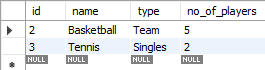 id name type no_of_players
2 Basketball Team 5
3 Tennis Singles 2
NULL NULL NULL NULL